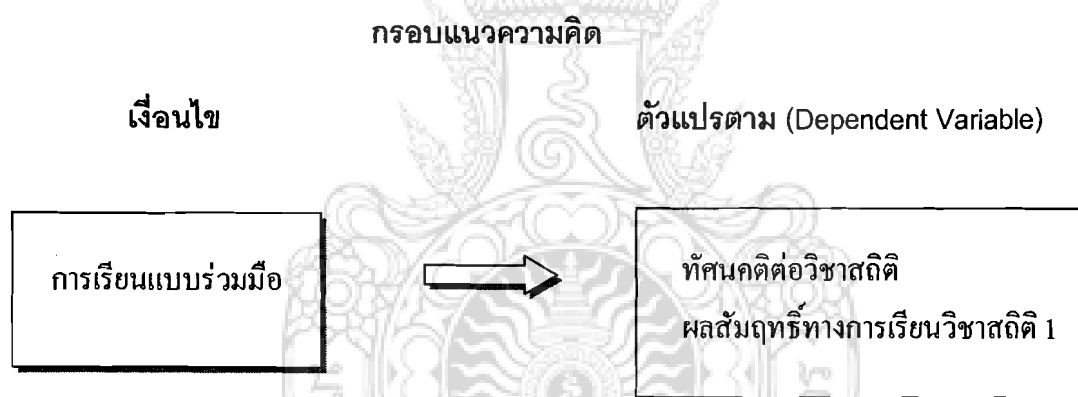 กรอบแนวความคิด
เงื่อนไข
ตัวแปรตาม (Dependent Variable)
การเรียนแบบร่วมมือ
ทัศนคติต่อวิชาสถิติ
ผลสัมฤทธิ์ทางการเรียนวิชาสถิติ 1